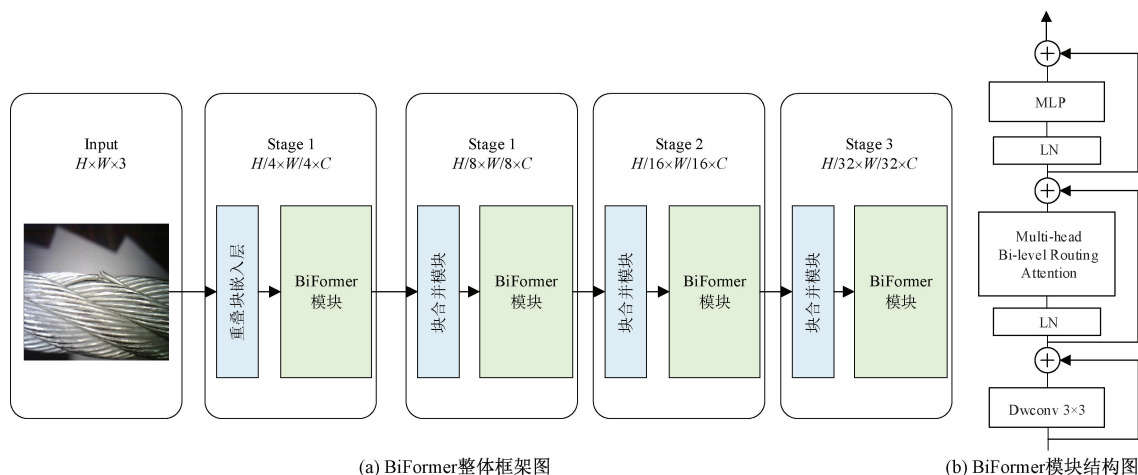 Input
H×W×3
Stage 1
H/4×W/4×C
重叠块嵌入层
BiFormer
模块
Stage 1
H/8×W/8×C
块合并模块
BiFormer
模块
Stage 2
H/16×W/16×C
块合并模块
BiFormer
模块
Stage 3
H/32×W/32×C
块合并模块
BiFormer
模块
(a) BiFormer整体框架图
MLP
LN
Multi-head
Bi-level Routing
Attention
LN
Dwconv 3×3
(b) BiFormer模块结构图